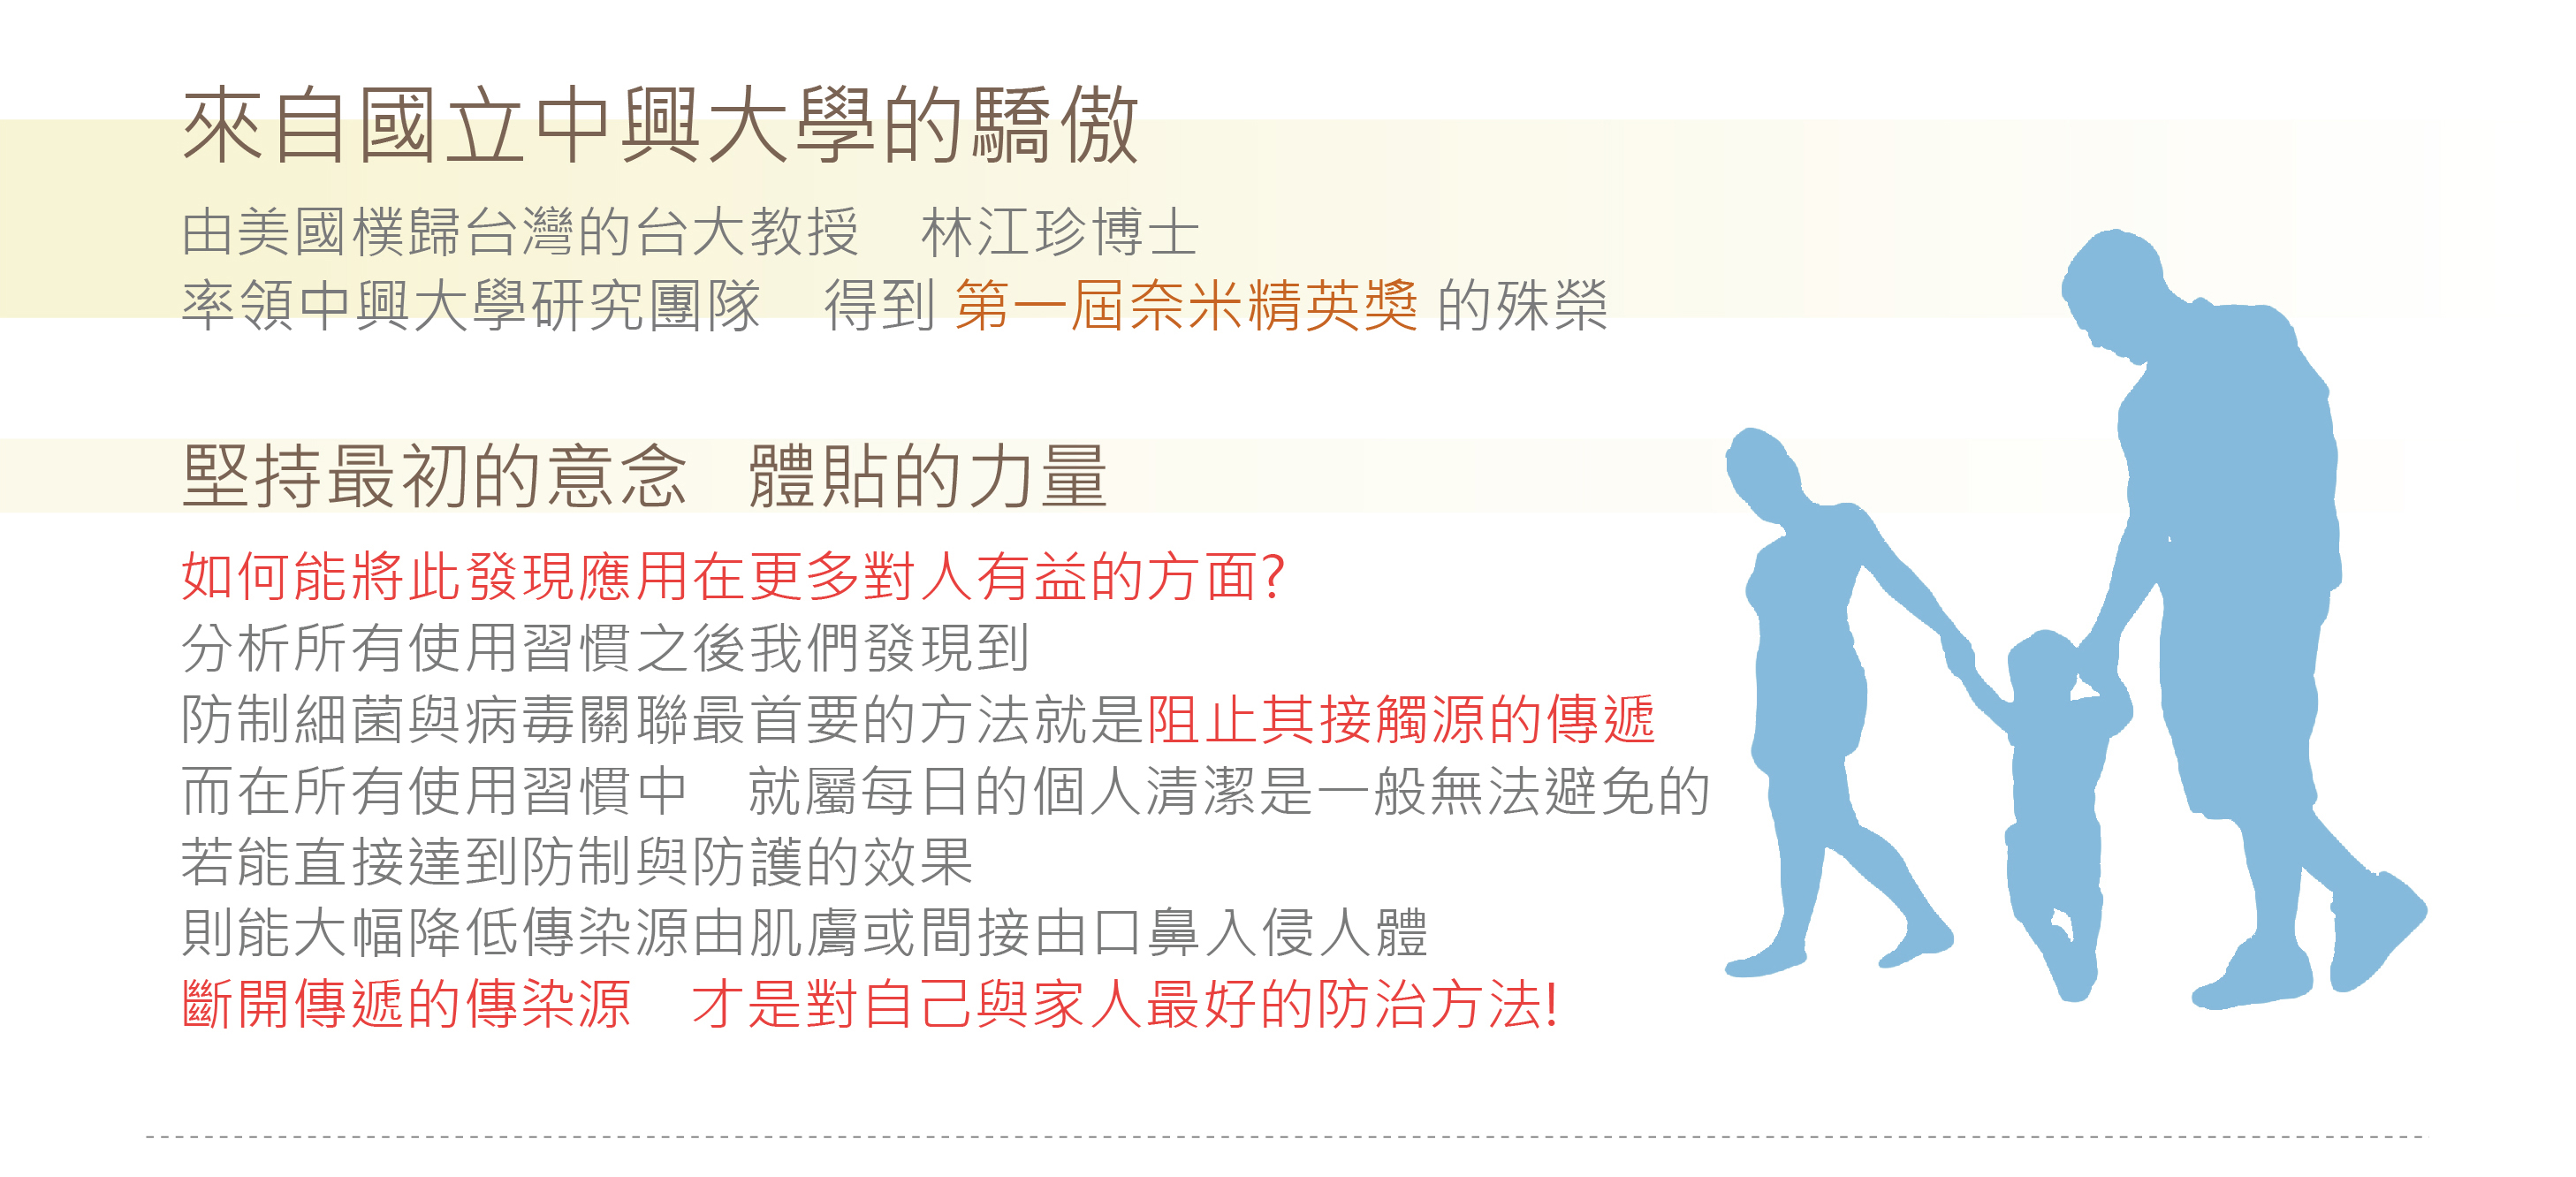 來自國立中興大學的驕傲
由美國樸歸台灣的台大教授　林江珍博士
率領中興大學研究團隊　得到 第一屆奈米精英獎 的殊榮
堅持最初的意念　體貼的力量
如何能將此發現應用在更多對人有益的方面?
分析所有使用習慣之後我們發現到
防制細菌與病毒關聯最首要的方法就是阻止其接觸源的傳遞
而在所有使用習慣中　就屬每日的個人清潔是一般無法避免的
若能直接達到防制與防護的效果
則能大幅降低傳染源由肌膚或間接由口鼻入侵人體
斷開傳遞的傳染源　才是對自己與家人最好的防治方法!